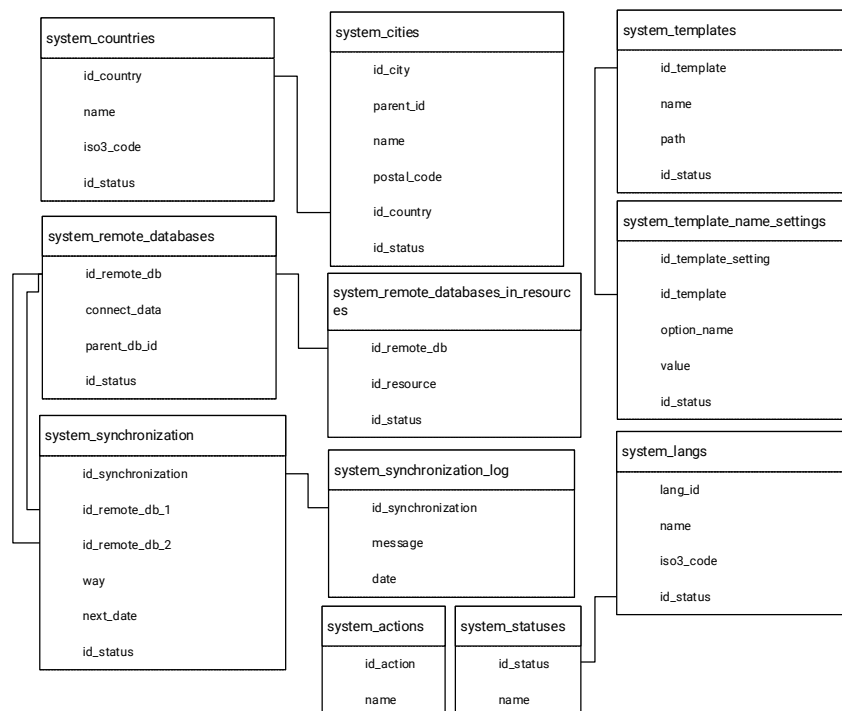 system_countries
id_country
name
iso3_code
id_status
system_cities
id_city
parent_id
name
postal_code
id_country
id_status
system_templates
id_template
name
path
id_status
system_remote_databases
id_remote_db
connect_data
parent_db_id
id_status
system_remote_databases_in_resourc
es
id_remote_db
id_resource
id_status
system_template_name_settings
id_template_setting
id_template
option_name
value
id_status
system_synchronization
id_synchronization
id_remote_db_1
id_remote_db_2
way
next_date
id_status
system_synchronization_log
id_synchronization
message
date
system_langs
lang_id
name
iso3_code
id_status
system_actions
id_action
name
system_statuses
id_status
name